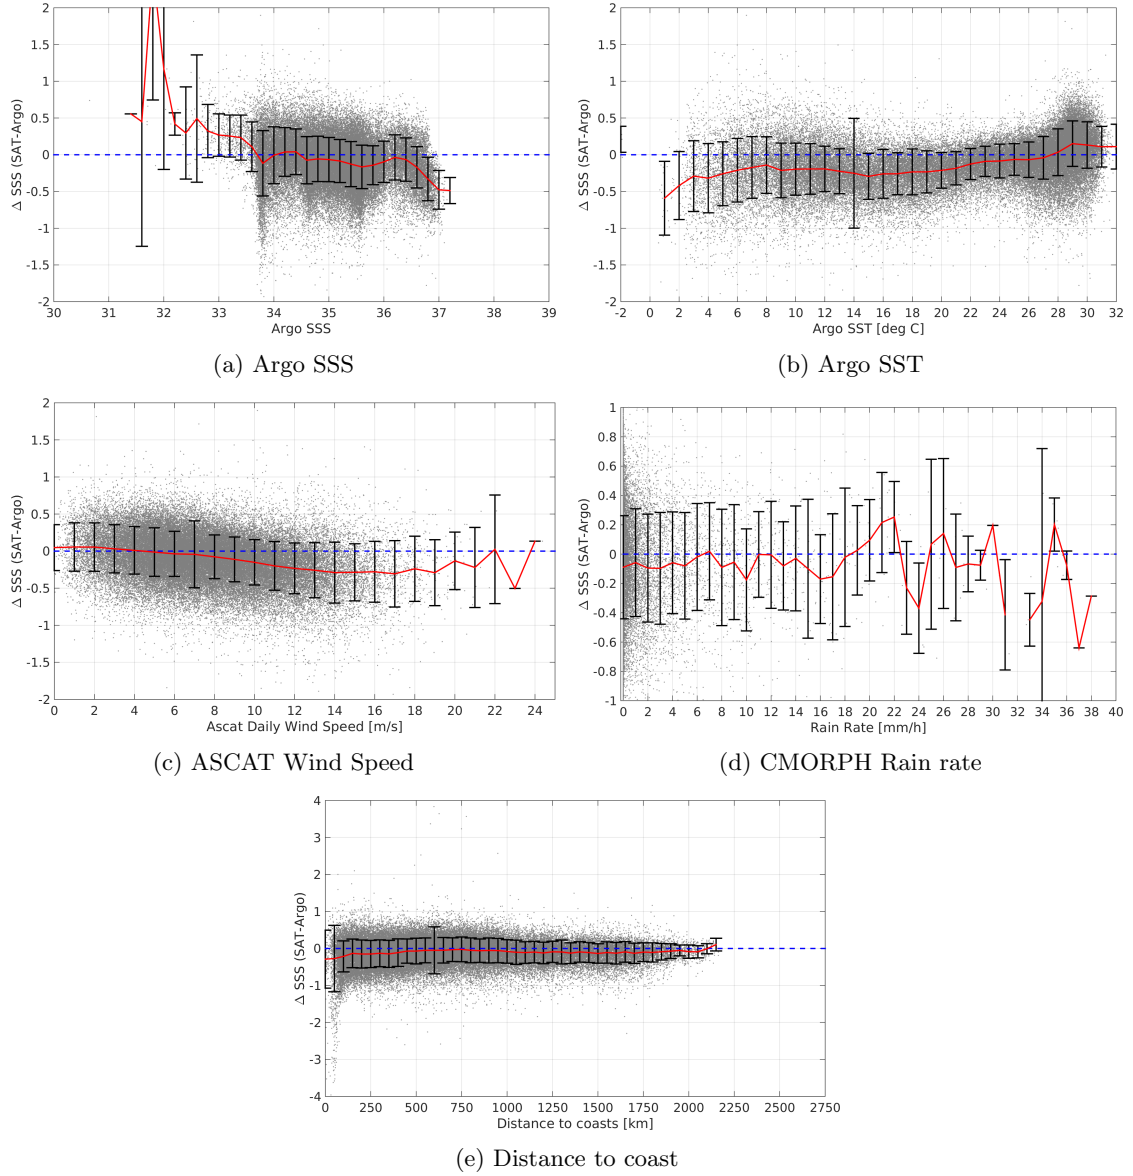 2
1.5
1
0.5
0
-0.5
-1
-1.5
-2
Δ SSS (SAT-Argo)
30 31 32 33 34 35 36 37 38 39
Argo SSS
(a) Argo SSS
2
1.5
1
0.5
0
-0.5
-1
-1.5
-2
Δ SSS (SAT-Argo)
-2 0 2 4 6 8 10 12 14 16 18 20 22 24 26 28 30 32
Argo SST [deg C]
(b) Argo SST
2
1.5
1
0.5
0
-0.5
-1
-1.5
-2
Δ SSS (SAT-Argo)
0 2 4 6 8 10 12 14 16 18 20 22 24
Ascat Daily Wind Speed [m/s]
(c) ASCAT Wind Speed
1
0.8
0.6
0.4
0.2
0
-0.2
-0.4
-0.6
-0.8
-1
Δ SSS (SAT-Argo)
0 2 4 6 8 10 12 14 16 18 20 22 24 26 28 30 32 34 36 38 40
Rain Rate [mm/h]
(d) CMORPH Rain rate
4
3
2
1
0
-1
-2
-3
-4
Δ SSS (SAT-Argo)
0 250 500 750 1000 1250 1500 1750 2000 2250 2500 2750
Distance to coasts [km]
(e) Distance to coast